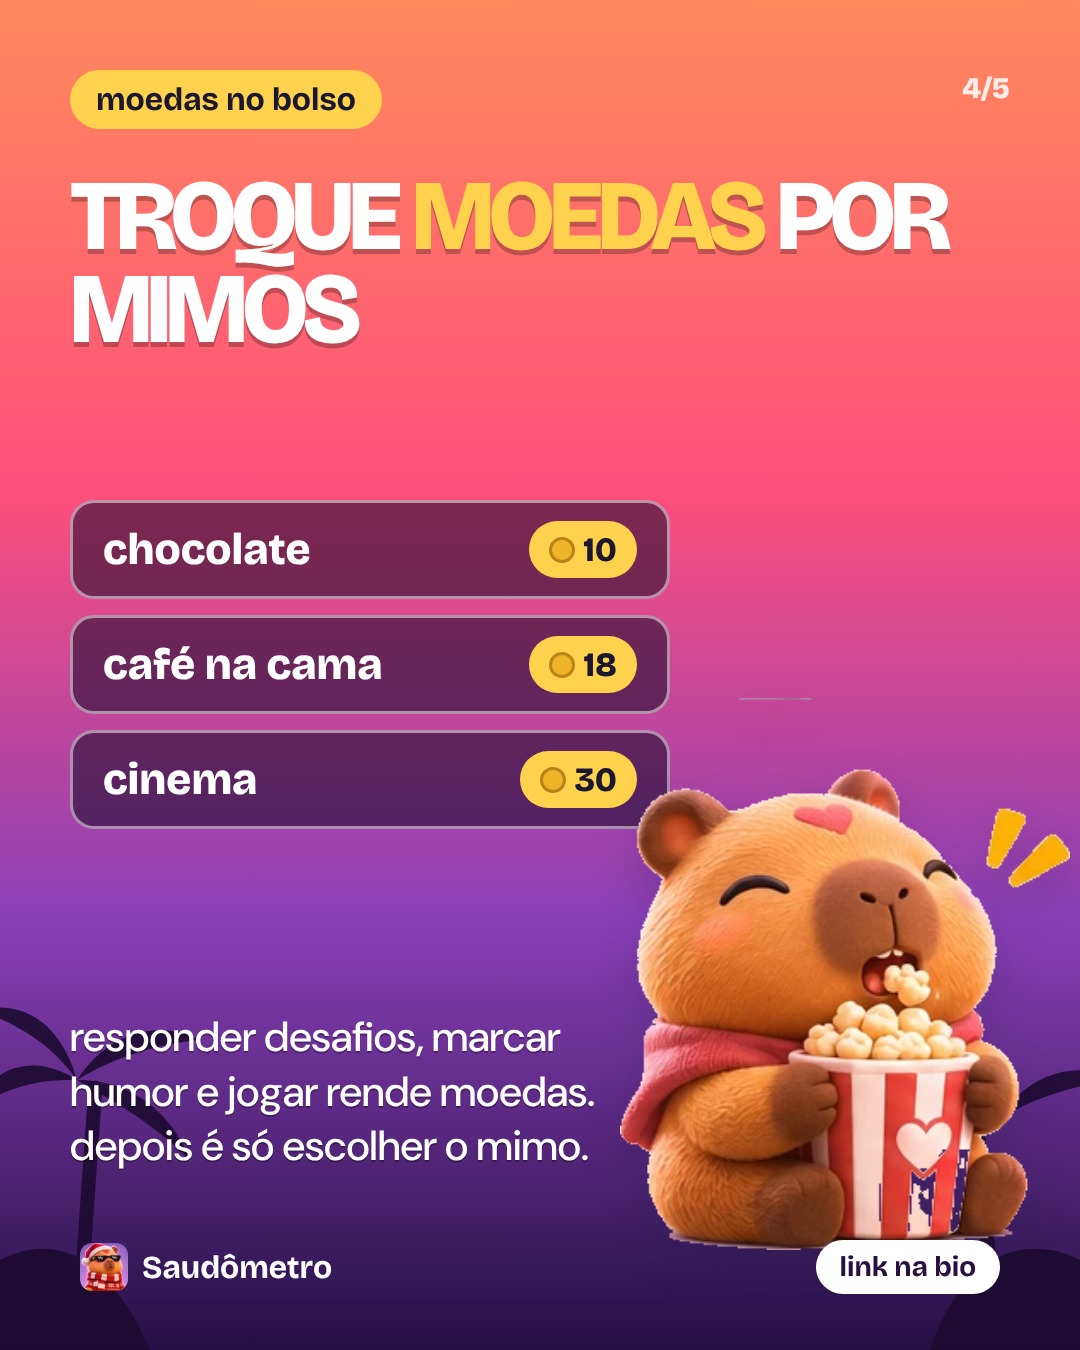 moedas no bolso
4/5
TROQUE MOEDAS POR
MIMOS
chocolate
10
café na cama
18
cinema
30
responder desafios, marcar
humor e jogar rende moedas.
depois é só escolher o mimo.
Saudômetro
link na bio